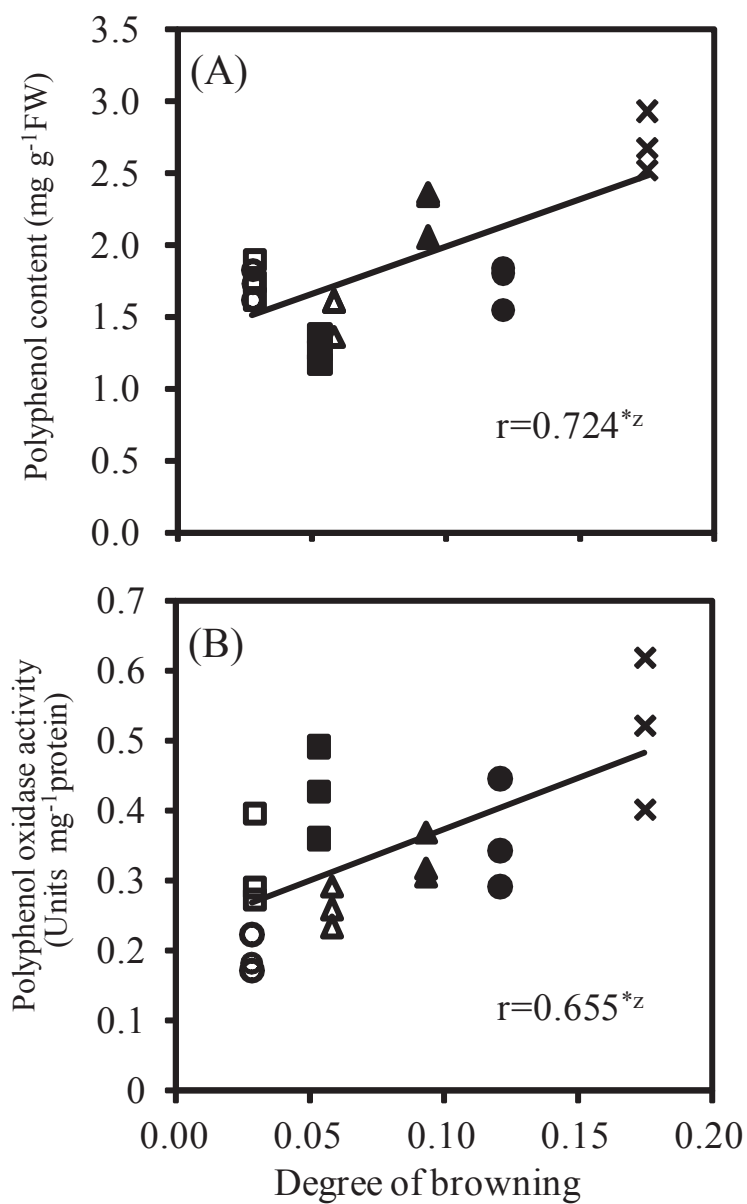 (A)
Polyphenol content (mg g⁻¹FW)
3.5
3.0
2.5
2.0
1.5
1.0
0.5
0.0
r=0.724*z
(B)
Polyphenol oxidase activity
(Units mg⁻¹protein)
0.7
0.6
0.5
0.4
0.3
0.2
0.1
0
r=0.655*z
0.00 0.05 0.10 0.15 0.20
Degree of browning